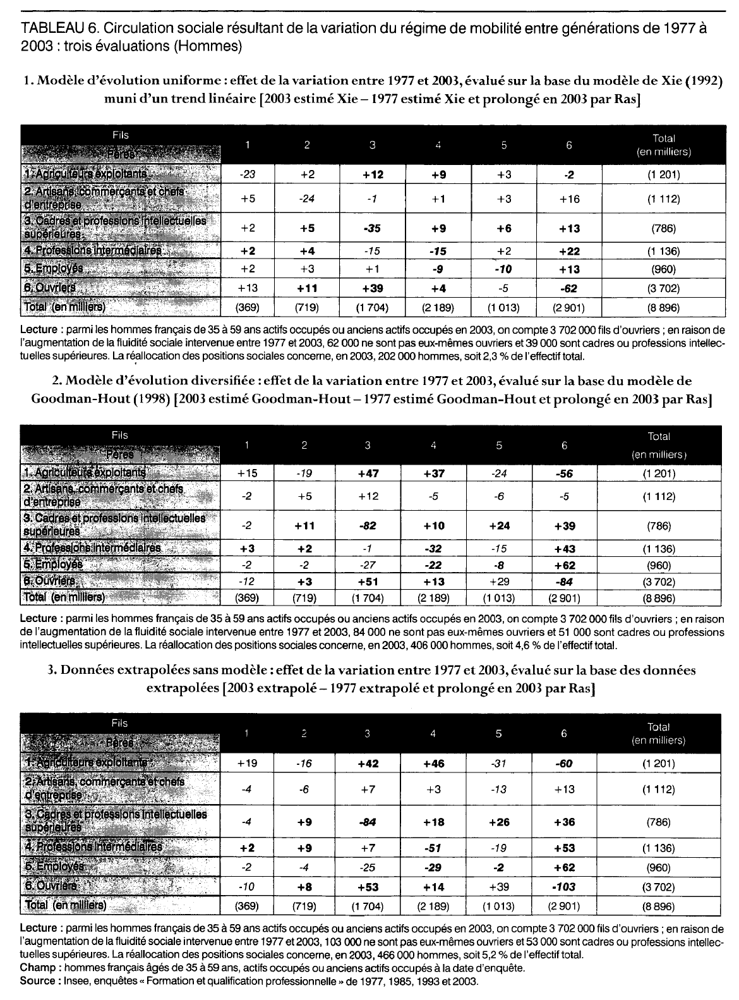 TABLEAU 6. Circulation sociale résultant de la variation du régime de mobilité entre générations de 1977 à
2003 : trois évaluations (Hommes)
1. Modèle d'évolution uniforme : effet de la variation entre 1977 et 2003, évalué sur la base du modèle de Xie (1992)
muni d'un trend linéaire [2003 estimé Xie – 1977 estimé Xie et prolongé en 2003 par Ras]
Fils
Pères
1 2 3 4 5 6 Total
(en milliers)
1. Agriculteurs exploitants -23 +2 +12 +9 +3 -2 (1 201)
2. Artisans, commerçants et chefs
d'entreprise +5 -24 -1 +1 +3 +16 (1 112)
3. Cadres et professions intellectuelles
supérieures +2 +5 -35 +9 +6 +13 (786)
4. Professions intermédiaires +2 +4 -15 -15 +2 +22 (1 136)
5. Employés +2 +3 +1 -9 -10 +13 (960)
6. Ouvriers +13 +11 +39 +4 -5 -62 (3 702)
Total (en milliers) (369) (719) (1 704) (2 189) (1 013) (2 901) (8 896)
Lecture : parmi les hommes français de 35 à 59 ans actifs occupés ou anciens actifs occupés en 2003, on compte 3 702 000 fils d'ouvriers ; en raison de
l'augmentation de la fluidité sociale intervenue entre 1977 et 2003, 62 000 ne sont pas eux-mêmes ouvriers et 39 000 sont cadres ou professions intellec-
tuelles supérieures. La réallocation des positions sociales concerne, en 2003, 202 000 hommes, soit 2,3 % de l'effectif total.
2. Modèle d'évolution diversifiée : effet de la variation entre 1977 et 2003, évalué sur la base du modèle de
Goodman-Hout (1998) [2003 estimé Goodman-Hout – 1977 estimé Goodman-Hout et prolongé en 2003 par Ras]
Fils
Pères
1 2 3 4 5 6 Total
(en milliers)
1. Agriculteurs exploitants +15 -19 +47 +37 -24 -56 (1 201)
2. Artisans, commerçants et chefs
d'entreprise -2 +5 +12 -5 -6 -5 (1 112)
3. Cadres et professions intellectuelles
supérieures -2 +11 -82 +10 +24 +39 (786)
4. Professions intermédiaires +3 +2 -1 -32 -15 +43 (1 136)
5. Employés -2 -2 -27 -22 -8 +62 (960)
6. Ouvriers -12 +3 +51 +13 +29 -84 (3 702)
Total (en milliers) (369) (719) (1 704) (2 189) (1 013) (2 901) (8 896)
Lecture : parmi les hommes français de 35 à 59 ans actifs occupés ou anciens actifs occupés en 2003, on compte 3 702 000 fils d'ouvriers ; en raison
de l'augmentation de la fluidité sociale intervenue entre 1977 et 2003, 84 000 ne sont pas eux-mêmes ouvriers et 51 000 sont cadres ou professions
intellectuelles supérieures. La réallocation des positions sociales concerne, en 2003, 406 000 hommes, soit 4,6 % de l'effectif total.
3. Données extrapolées sans modèle : effet de la variation entre 1977 et 2003, évalué sur la base des données
extrapolées [2003 extrapolé – 1977 extrapolé et prolongé en 2003 par Ras]
Fils
Pères
1 2 3 4 5 6 Total
(en milliers)
1. Agriculteurs exploitants +19 -16 +42 +46 -31 -60 (1 201)
2. Artisans, commerçants et chefs
d'entreprise -4 -6 +7 +3 -13 +13 (1 112)
3. Cadres et professions intellectuelles
supérieures -4 +9 -84 +18 +26 +36 (786)
4. Professions intermédiaires +2 +9 +7 -51 -19 +53 (1 136)
5. Employés -2 -4 -25 -29 -2 +62 (960)
6. Ouvriers -10 +8 +53 +14 +39 -103 (3 702)
Total (en milliers) (369) (719) (1 704) (2 189) (1 013) (2 901) (8 896)
Lecture : parmi les hommes français de 35 à 59 ans actifs occupés ou anciens actifs occupés en 2003, on compte 3 702 000 fils d'ouvriers ; en raison de
l'augmentation de la fluidité sociale intervenue entre 1977 et 2003, 103 000 ne sont pas eux-mêmes ouvriers et 53 000 sont cadres ou professions intellec-
tuelles supérieures. La réallocation des positions sociales concerne, en 2003, 466 000 hommes, soit 5,2 % de l'effectif total.
Champ : hommes français âgés de 35 à 59 ans, actifs occupés ou anciens actifs occupés à la date d'enquête.
Source : Insee, enquêtes « Formation et qualification professionnelle » de 1977, 1985, 1993 et 2003.